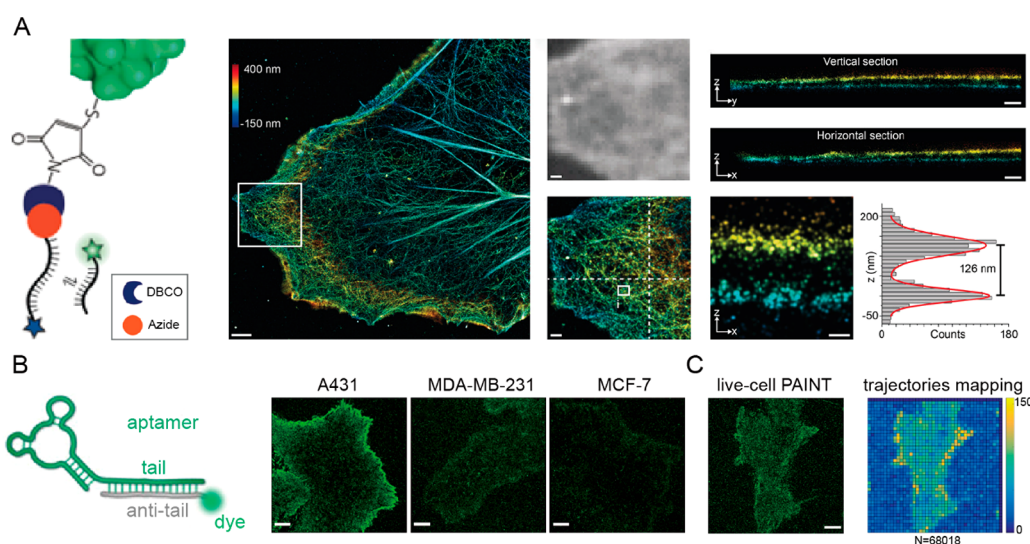 A
S
O
O
N
DBCO
Azide
400 nm
-150 nm
Vertical section
z
y
Horizontal section
z
x
z
x
200
z (nm)
-50
126 nm
0
180
Counts
B
aptamer
tail
anti-tail
dye
A431
MDA-MB-231
MCF-7
C
live-cell PAINT
trajectories mapping
150
0
N=68018